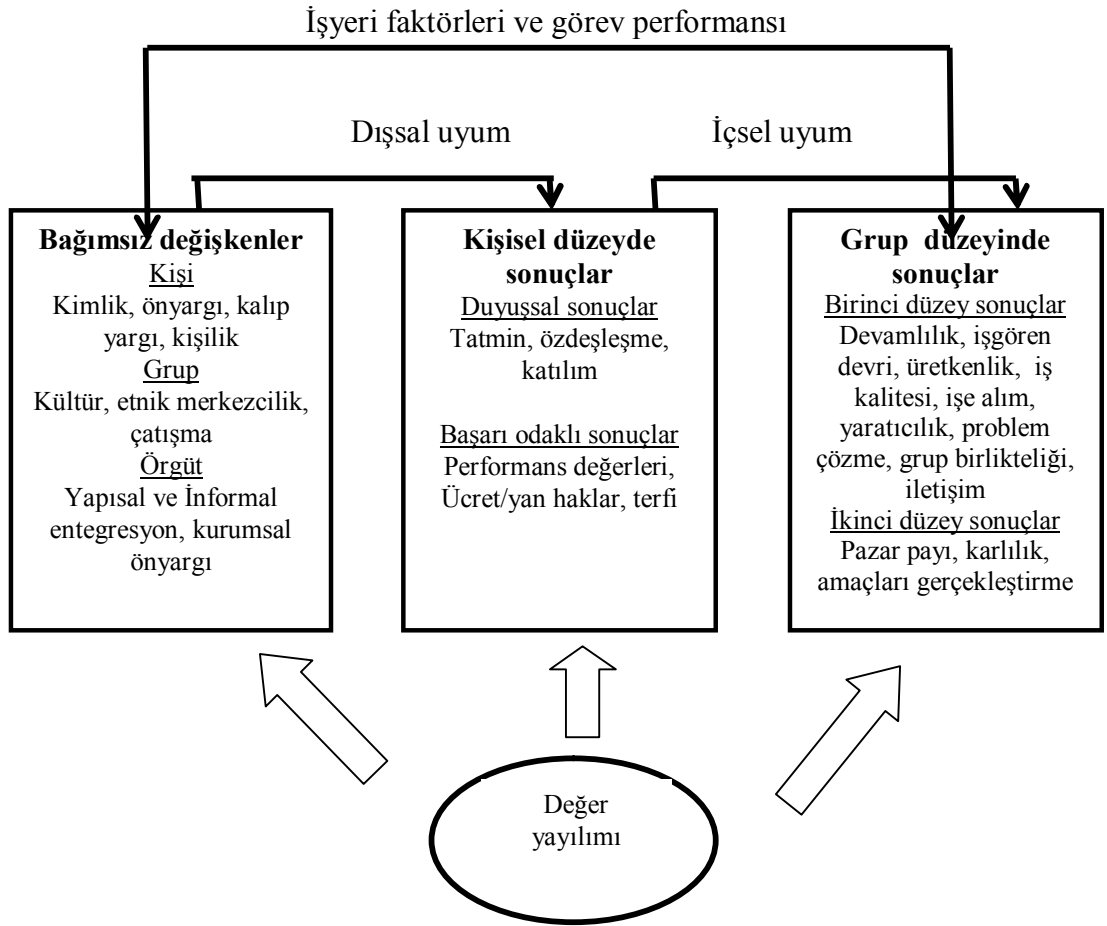 İşyeri faktörleri ve görev performansı
Dışsal uyum
İçsel uyum
Bağımsız değişkenler
Kişi
Kimlik, önyargı, kalıp
yargı, kişilik
Grup
Kültür, etnik merkezcilik,
çatışma
Örgüt
Yapısal ve İnformal
entegresyon, kurumsal
önyargı
Kişisel düzeyde
sonuçlar
Duyuşsal sonuçlar
Tatmin, özdeşleşme,
katılım
Başarı odaklı sonuçlar
Performans değerleri,
Ücret/yan haklar, terfi
Grup düzeyinde
sonuçlar
Birinci düzey sonuçlar
Devamlılık, işgören
devri, üretkenlik, iş
kalitesi, işe alım,
yaratıcılık, problem
çözme, grup birlikteliği,
iletişim
İkinci düzey sonuçlar
Pazar payı, karlılık,
amaçları gerçekleştirme
Değer
yayılımı